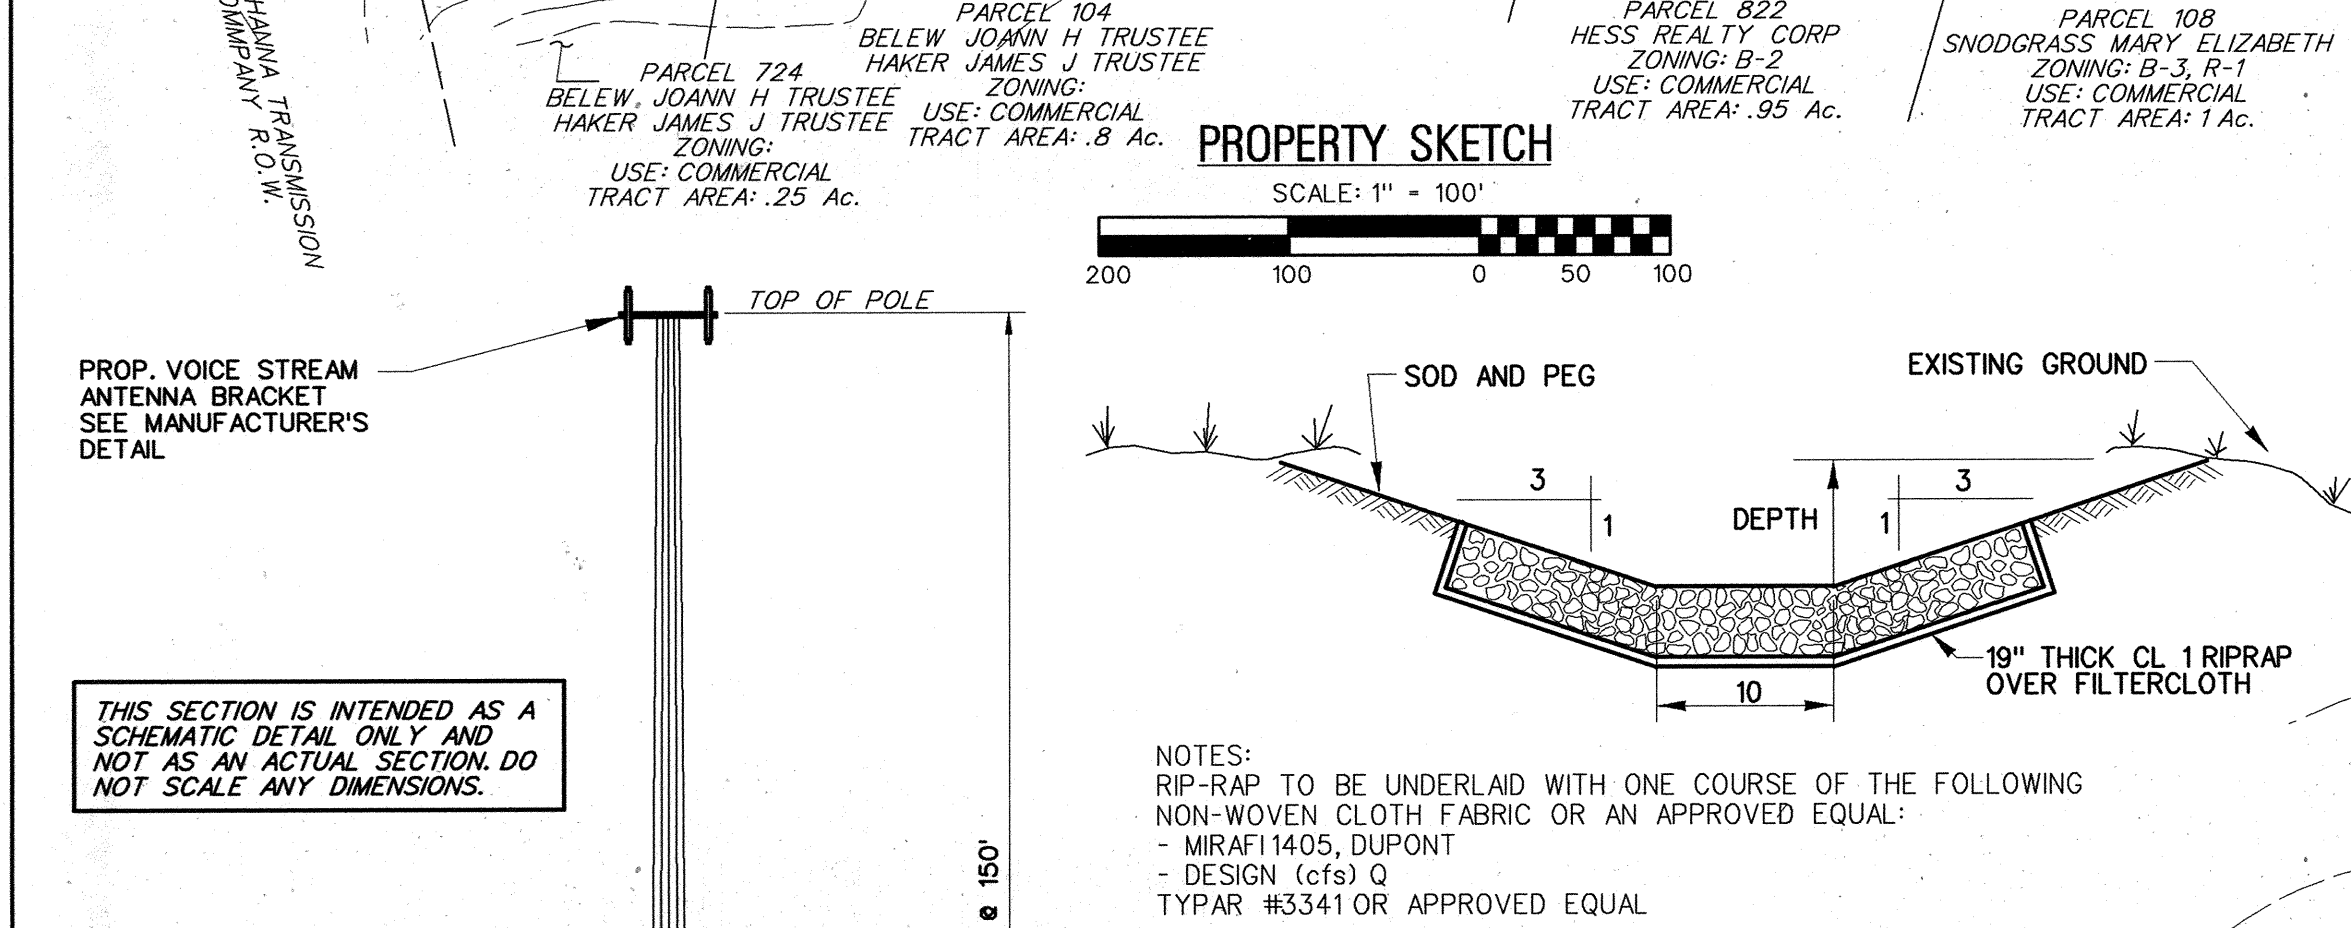 HANNA TRANSMISSION
OMMPANY R.O.W.
PARCEL 724
BELEW JOANN H TRUSTEE
HAKER JAMES J TRUSTEE
ZONING:
USE: COMMERCIAL
TRACT AREA: .25 Ac.
PARCEL 104
BELEW JOANN H TRUSTEE
HAKER JAMES J TRUSTEE
ZONING:
USE: COMMERCIAL
TRACT AREA: .8 Ac.
PARCEL 822
HESS REALTY CORP
ZONING: B-2
USE: COMMERCIAL
TRACT AREA: .95 Ac.
PARCEL 108
SNODGRASS MARY ELIZABETH
ZONING: B-3, R-1
USE: COMMERCIAL
TRACT AREA: 1 Ac.
PROPERTY SKETCH
SCALE: 1" = 100'
200 100 0 50 100
TOP OF POLE
PROP. VOICE STREAM
ANTENNA BRACKET
SEE MANUFACTURER'S
DETAIL
THIS SECTION IS INTENDED AS A
SCHEMATIC DETAIL ONLY AND
NOT AS AN ACTUAL SECTION. DO
NOT SCALE ANY DIMENSIONS.
@ 150'
SOD AND PEG
EXISTING GROUND
3
1
DEPTH
1
3
10
19" THICK CL 1 RIPRAP
OVER FILTERCLOTH
NOTES:
RIP-RAP TO BE UNDERLAID WITH ONE COURSE OF THE FOLLOWING
NON-WOVEN CLOTH FABRIC OR AN APPROVED EQUAL:
- MIRAFI 1405, DUPONT
- DESIGN (cfs) Q
TYPAR #3341 OR APPROVED EQUAL